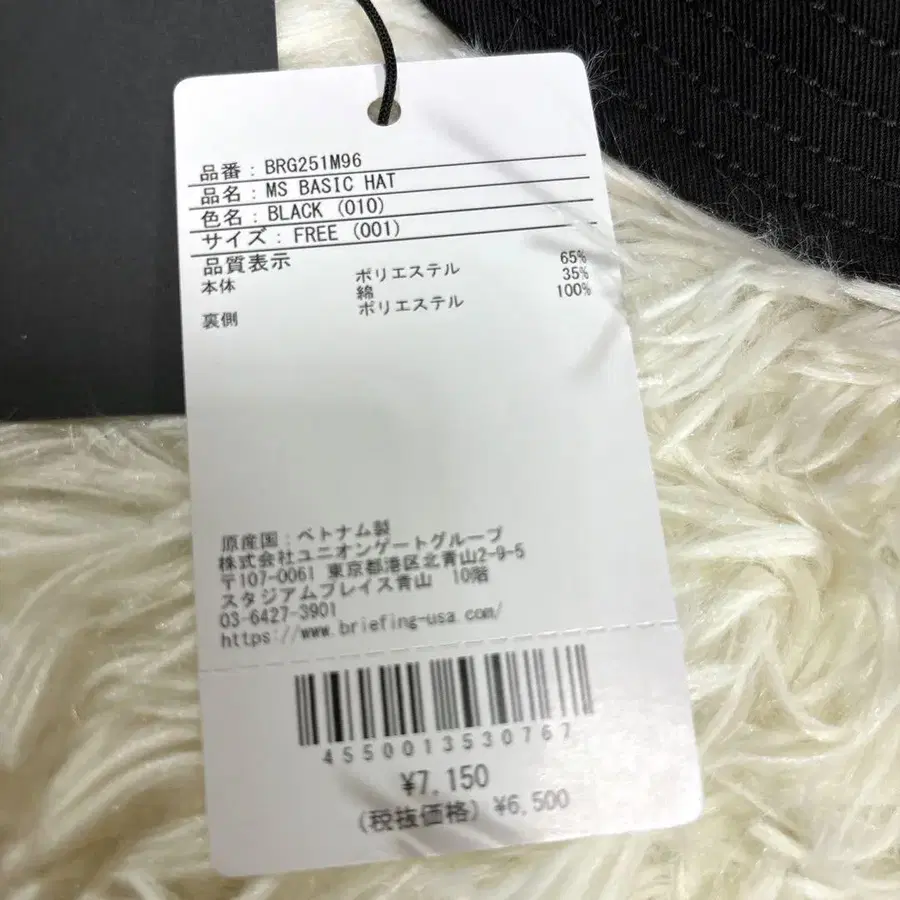 品番 : BRG251M96
品名 : MS BASIC HAT
色名 : BLACK (010)
サイズ : FREE (001)
品質表示
本体 ポリエステル 65%
綿 35%
裏側 ポリエステル 100%
原産国 : ベトナム製
株式会社ユニオンゲートグループ
〒107-0061 東京都港区北青山2-9-5
スタジアムプレイス青山 10階
03-6427-3901
https://www.briefing-usa.com/
4550013530767
¥7,150
(税抜価格) ¥6,500